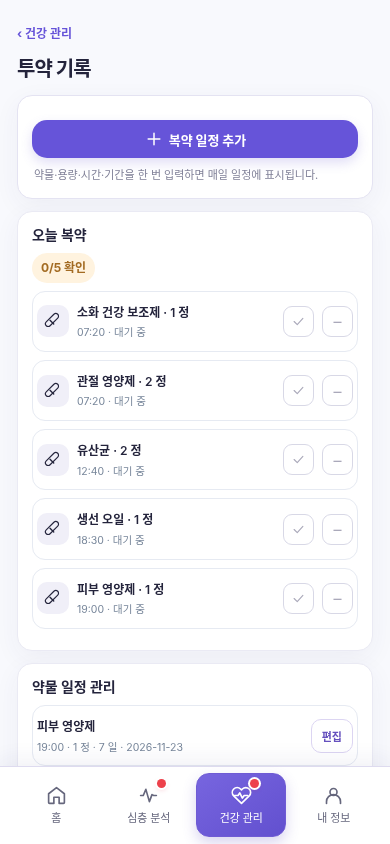 ‹ 건강 관리
투약 기록
+ 복약 일정 추가
약물·용량·시간·기간을 한 번 입력하면 매일 일정에 표시됩니다.
오늘 복약
0/5 확인
소화 건강 보조제 · 1 정
07:20 · 대기 중
관절 영양제 · 2 정
07:20 · 대기 중
유산균 · 2 정
12:40 · 대기 중
생선 오일 · 1 정
18:30 · 대기 중
피부 영양제 · 1 정
19:00 · 대기 중
약물 일정 관리
피부 영양제
19:00 · 1 정 · 7 일 · 2026-11-23
편집
홈
심층 분석
건강 관리
내 정보